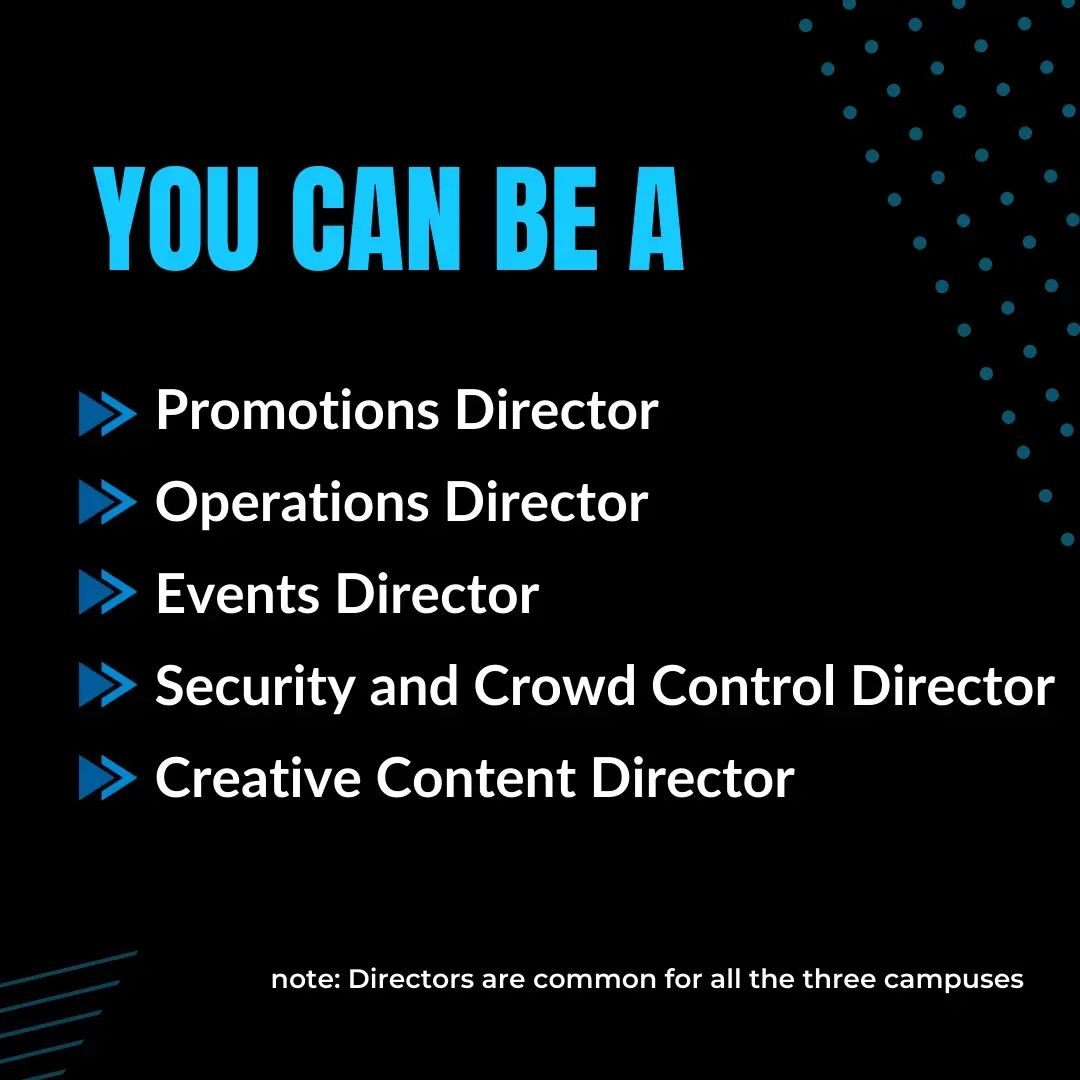 YOU CAN BE A
Promotions Director
Operations Director
Events Director
Security and Crowd Control Director
Creative Content Director
note: Directors are common for all the three campuses